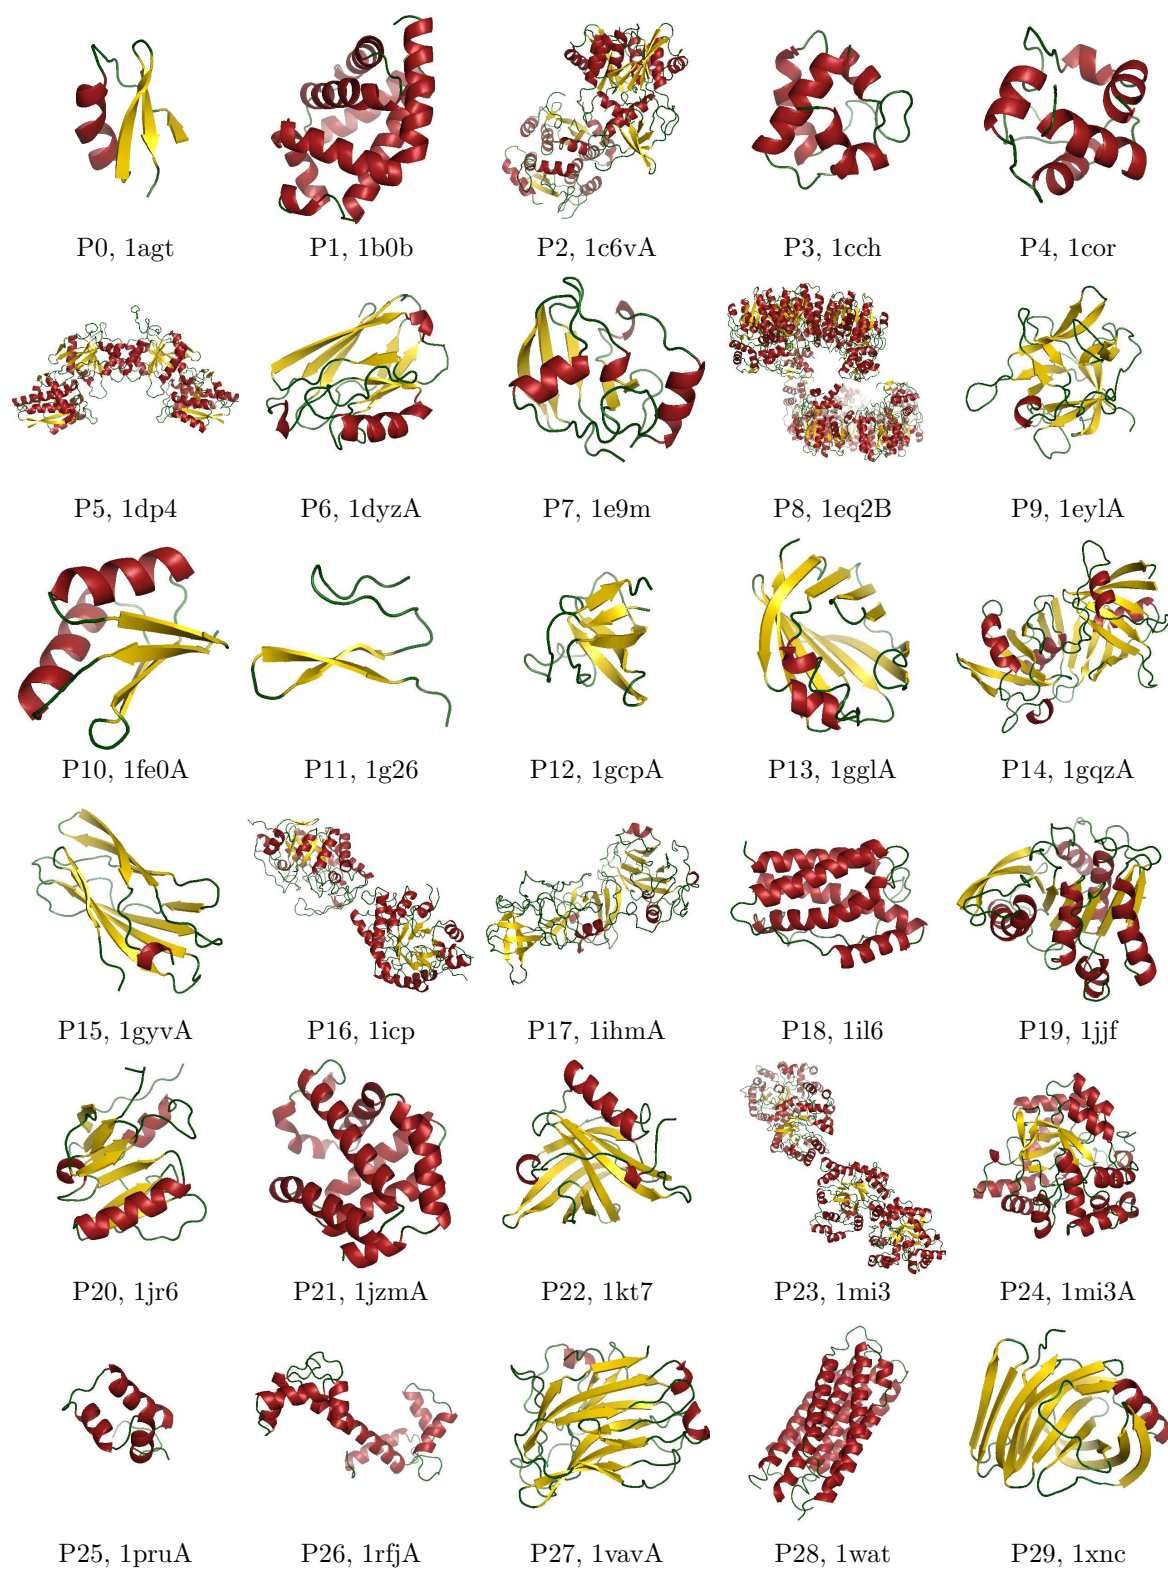 P0, 1agt
P1, 1b0b
P2, 1c6vA
P3, 1cch
P4, 1cor
P5, 1dp4
P6, 1dyzA
P7, 1e9m
P8, 1eq2B
P9, 1eylA
P10, 1fe0A
P11, 1g26
P12, 1gcpA
P13, 1gglA
P14, 1gqzA
P15, 1gyvA
P16, 1icp
P17, 1ihmA
P18, 1il6
P19, 1jjf
P20, 1jr6
P21, 1jzmA
P22, 1kt7
P23, 1mi3
P24, 1mi3A
P25, 1pruA
P26, 1rfjA
P27, 1vavA
P28, 1wat
P29, 1xnc